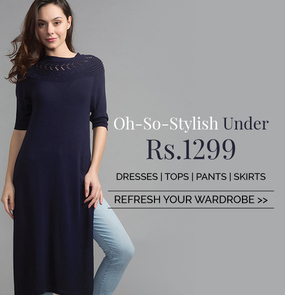 Oh-So-Stylish Under
Rs.1299
DRESSES | TOPS | PANTS | SKIRTS
REFRESH YOUR WARDROBE >>